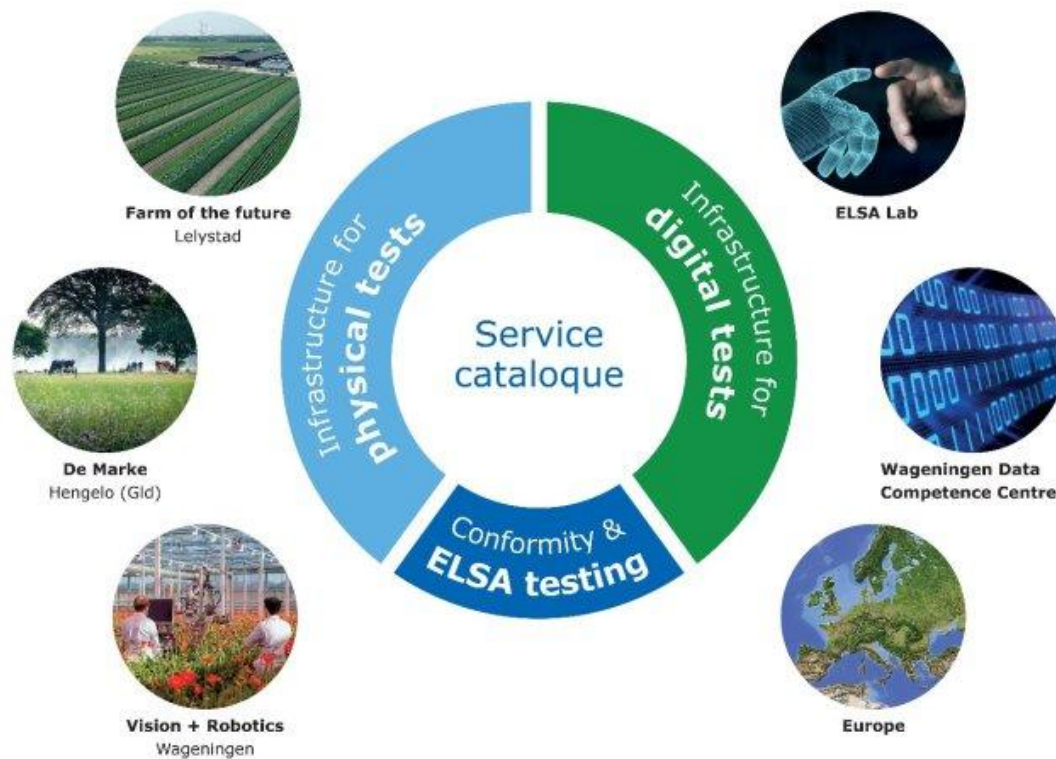 Farm of the future
Lelystad
De Marke
Hengelo (Gld)
Vision + Robotics
Wageningen
Infrastructure for
physical tests
Service
cataloque
Infrastructure for
digital tests
Conformity &
ELSA testing
ELSA Lab
Wageningen Data
Competence Centre
Europe